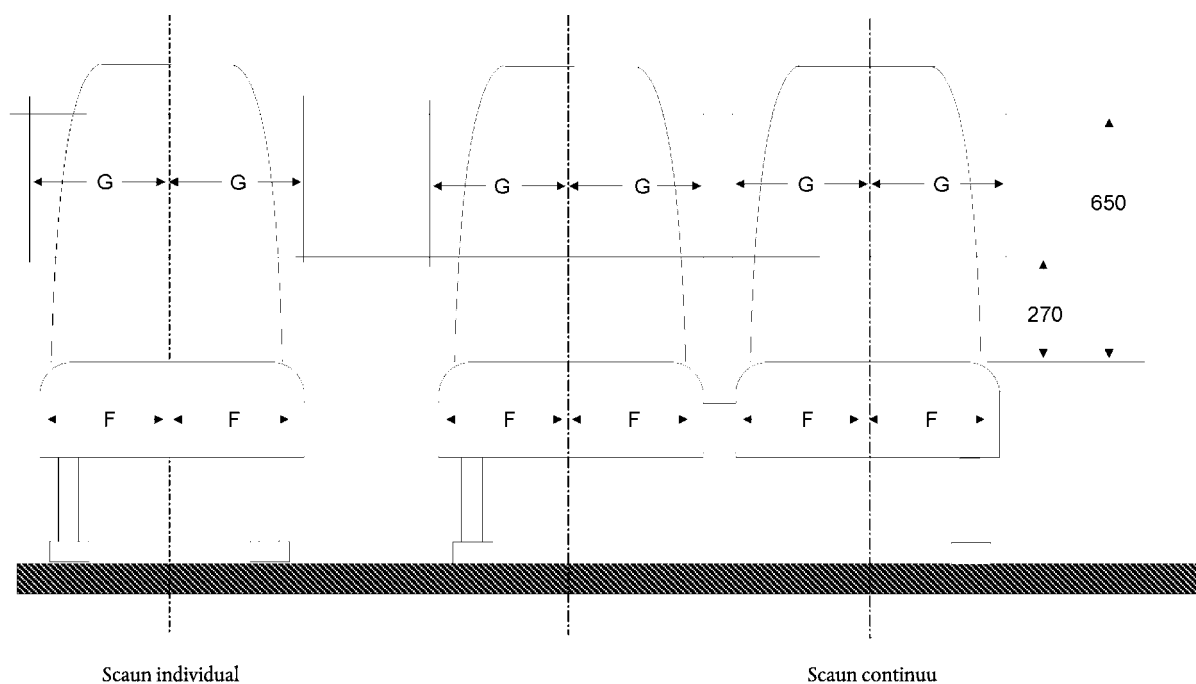 G G G G G G
650
270
F F F F F F
Scaun individual Scaun continuu